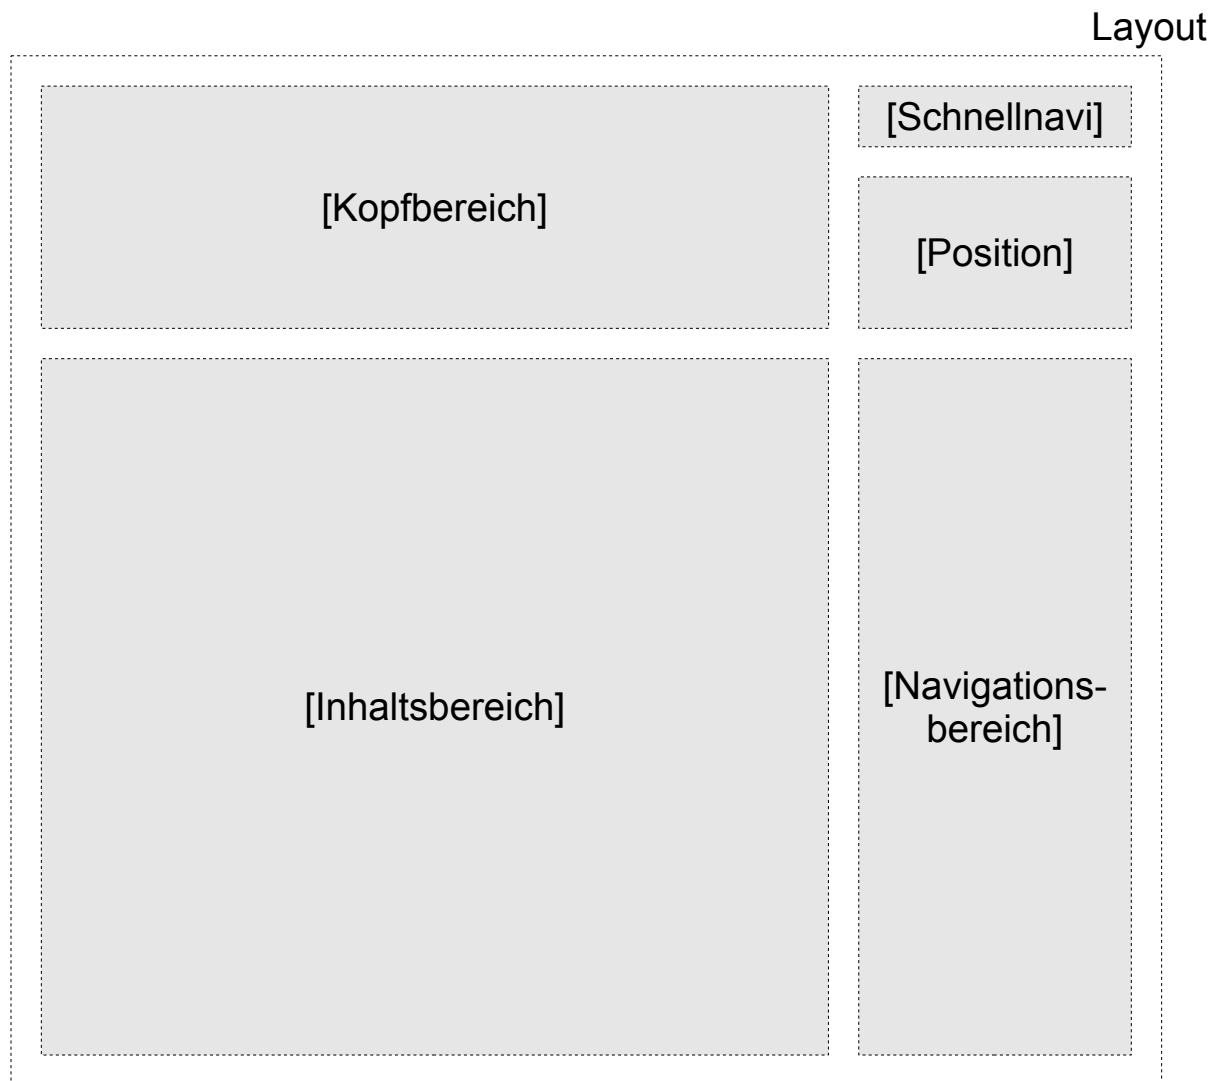 Layout
[Schnellnavi]
[Kopfbereich]
[Position]
[Inhaltsbereich]
[Navigations-
bereich]